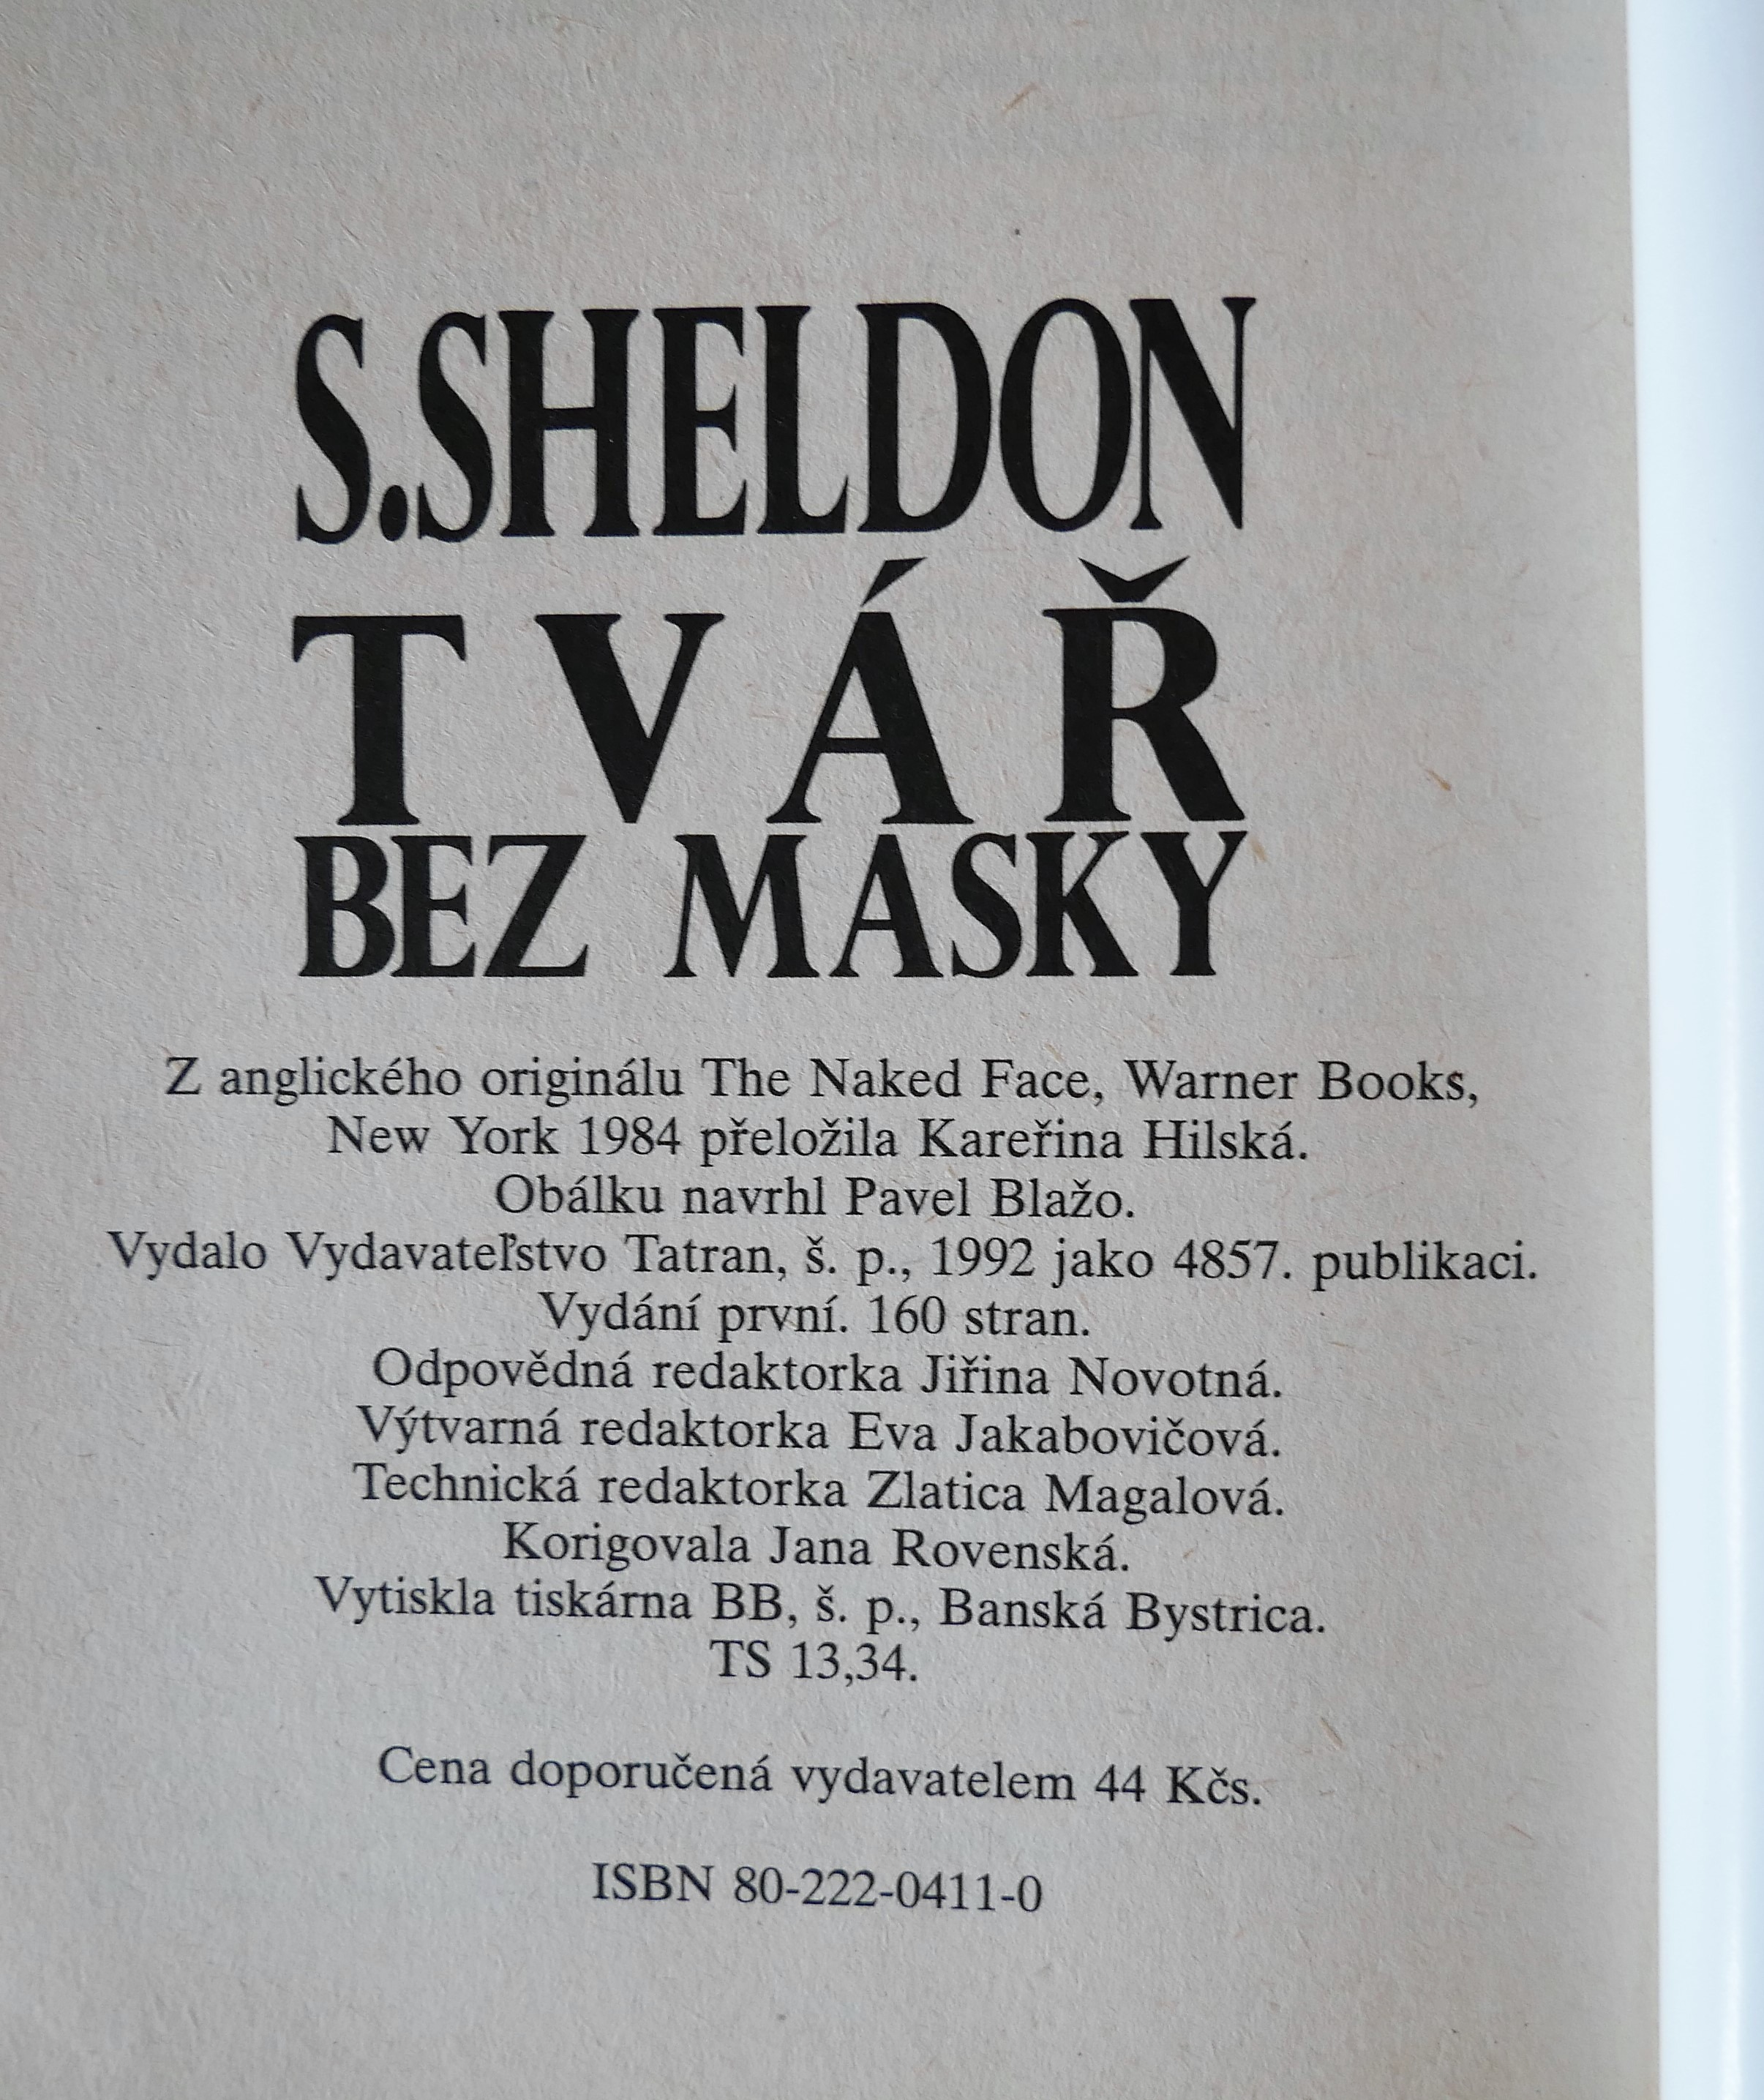 S.SHELDON
TVÁŘ
BEZ MASKY
Z anglického originálu The Naked Face, Warner Books,
New York 1984 přeložila Kareřina Hilská.
Obálku navrhl Pavel Blažo.
Vydalo Vydavateľstvo Tatran, š. p., 1992 jako 4857. publikaci.
Vydání první. 160 stran.
Odpovědná redaktorka Jiřina Novotná.
Výtvarná redaktorka Eva Jakabovičová.
Technická redaktorka Zlatica Magalová.
Korigovala Jana Rovenská.
Vytiskla tiskárna BB, š. p., Banská Bystrica.
TS 13,34.
Cena doporučená vydavatelem 44 Kčs.
ISBN 80-222-0411-0